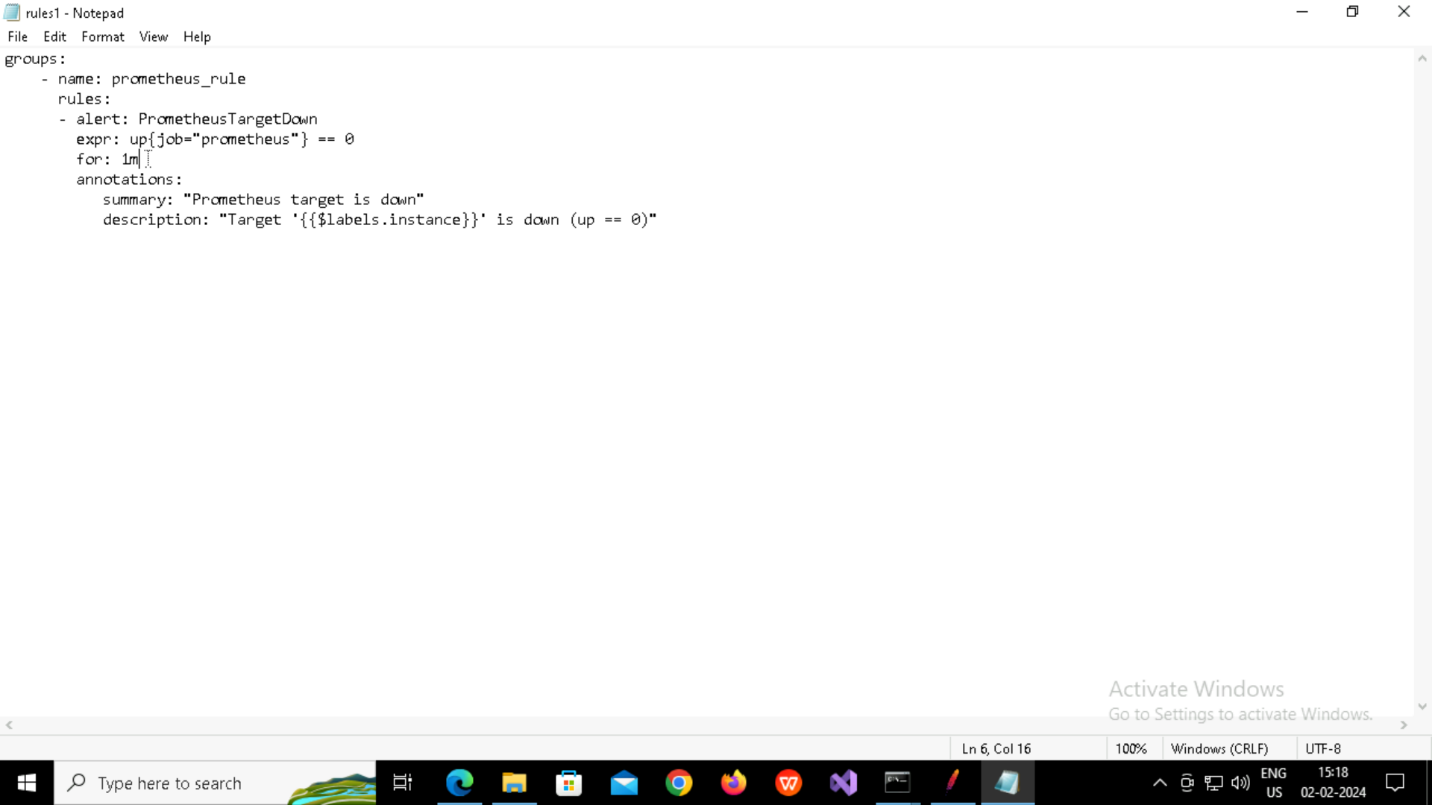 rules1 - Notepad
File Edit Format View Help
groups:
- name: prometheus_rule
rules:
- alert: PrometheusTargetDown
expr: up{job="prometheus"} == 0
for: 1m
annotations:
summary: "Prometheus target is down"
description: "Target '{{$labels.instance}}' is down (up == 0)"
Activate Windows
Go to Settings to activate Windows.
Ln 6, Col 16 100% Windows (CRLF) UTF-8
Type here to search
ENG
US
15:18
02-02-2024